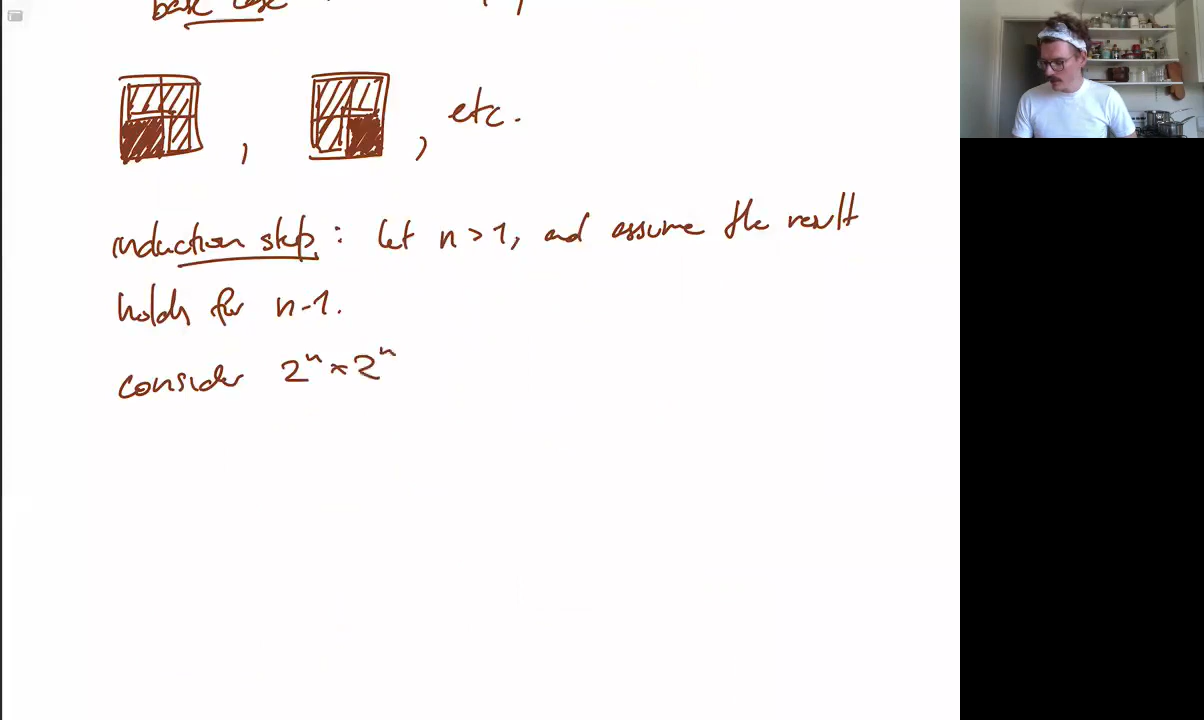 base case
, , etc.
induction step : let n > 1, and assume the result
holds for n-1.
consider 2ⁿ × 2ⁿ